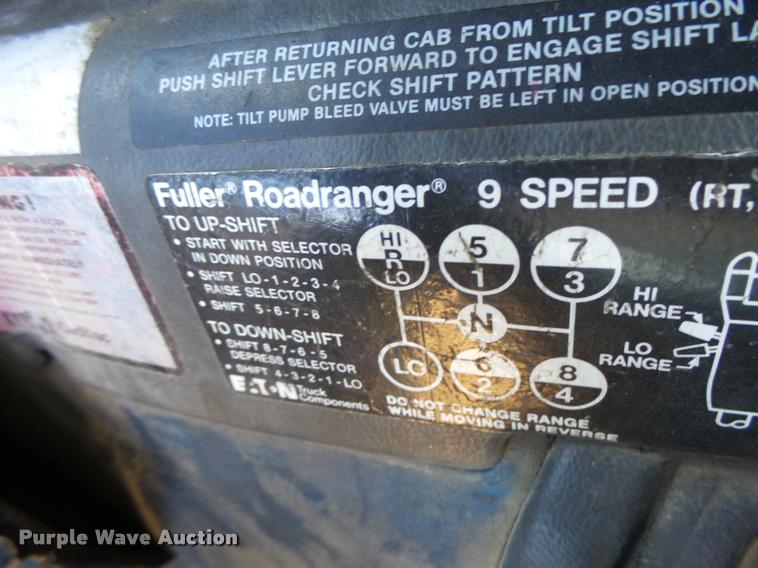 AFTER RETURNING CAB FROM TILT POSITION
PUSH SHIFT LEVER FORWARD TO ENGAGE SHIFT
CHECK SHIFT PATTERN
NOTE: TILT PUMP BLEED VALVE MUST BE LEFT IN OPEN POSITION
Fuller® Roadranger® 9 SPEED (RT,
TO UP-SHIFT
• START WITH SELECTOR
IN DOWN POSITION
• SHIFT LO-1-2-3-4
RAISE SELECTOR
• SHIFT 5-6-7-8
TO DOWN-SHIFT
• SHIFT 8-7-6-5
DEPRESS SELECTOR
• SHIFT 4-3-2-1-LO
EATON Truck
Components
HI
R
LO
5
1
7
3
N
LO
6
2
8
4
HI
RANGE
LO
RANGE
DO NOT CHANGE RANGE
WHILE MOVING IN REVERSE
Purple Wave Auction